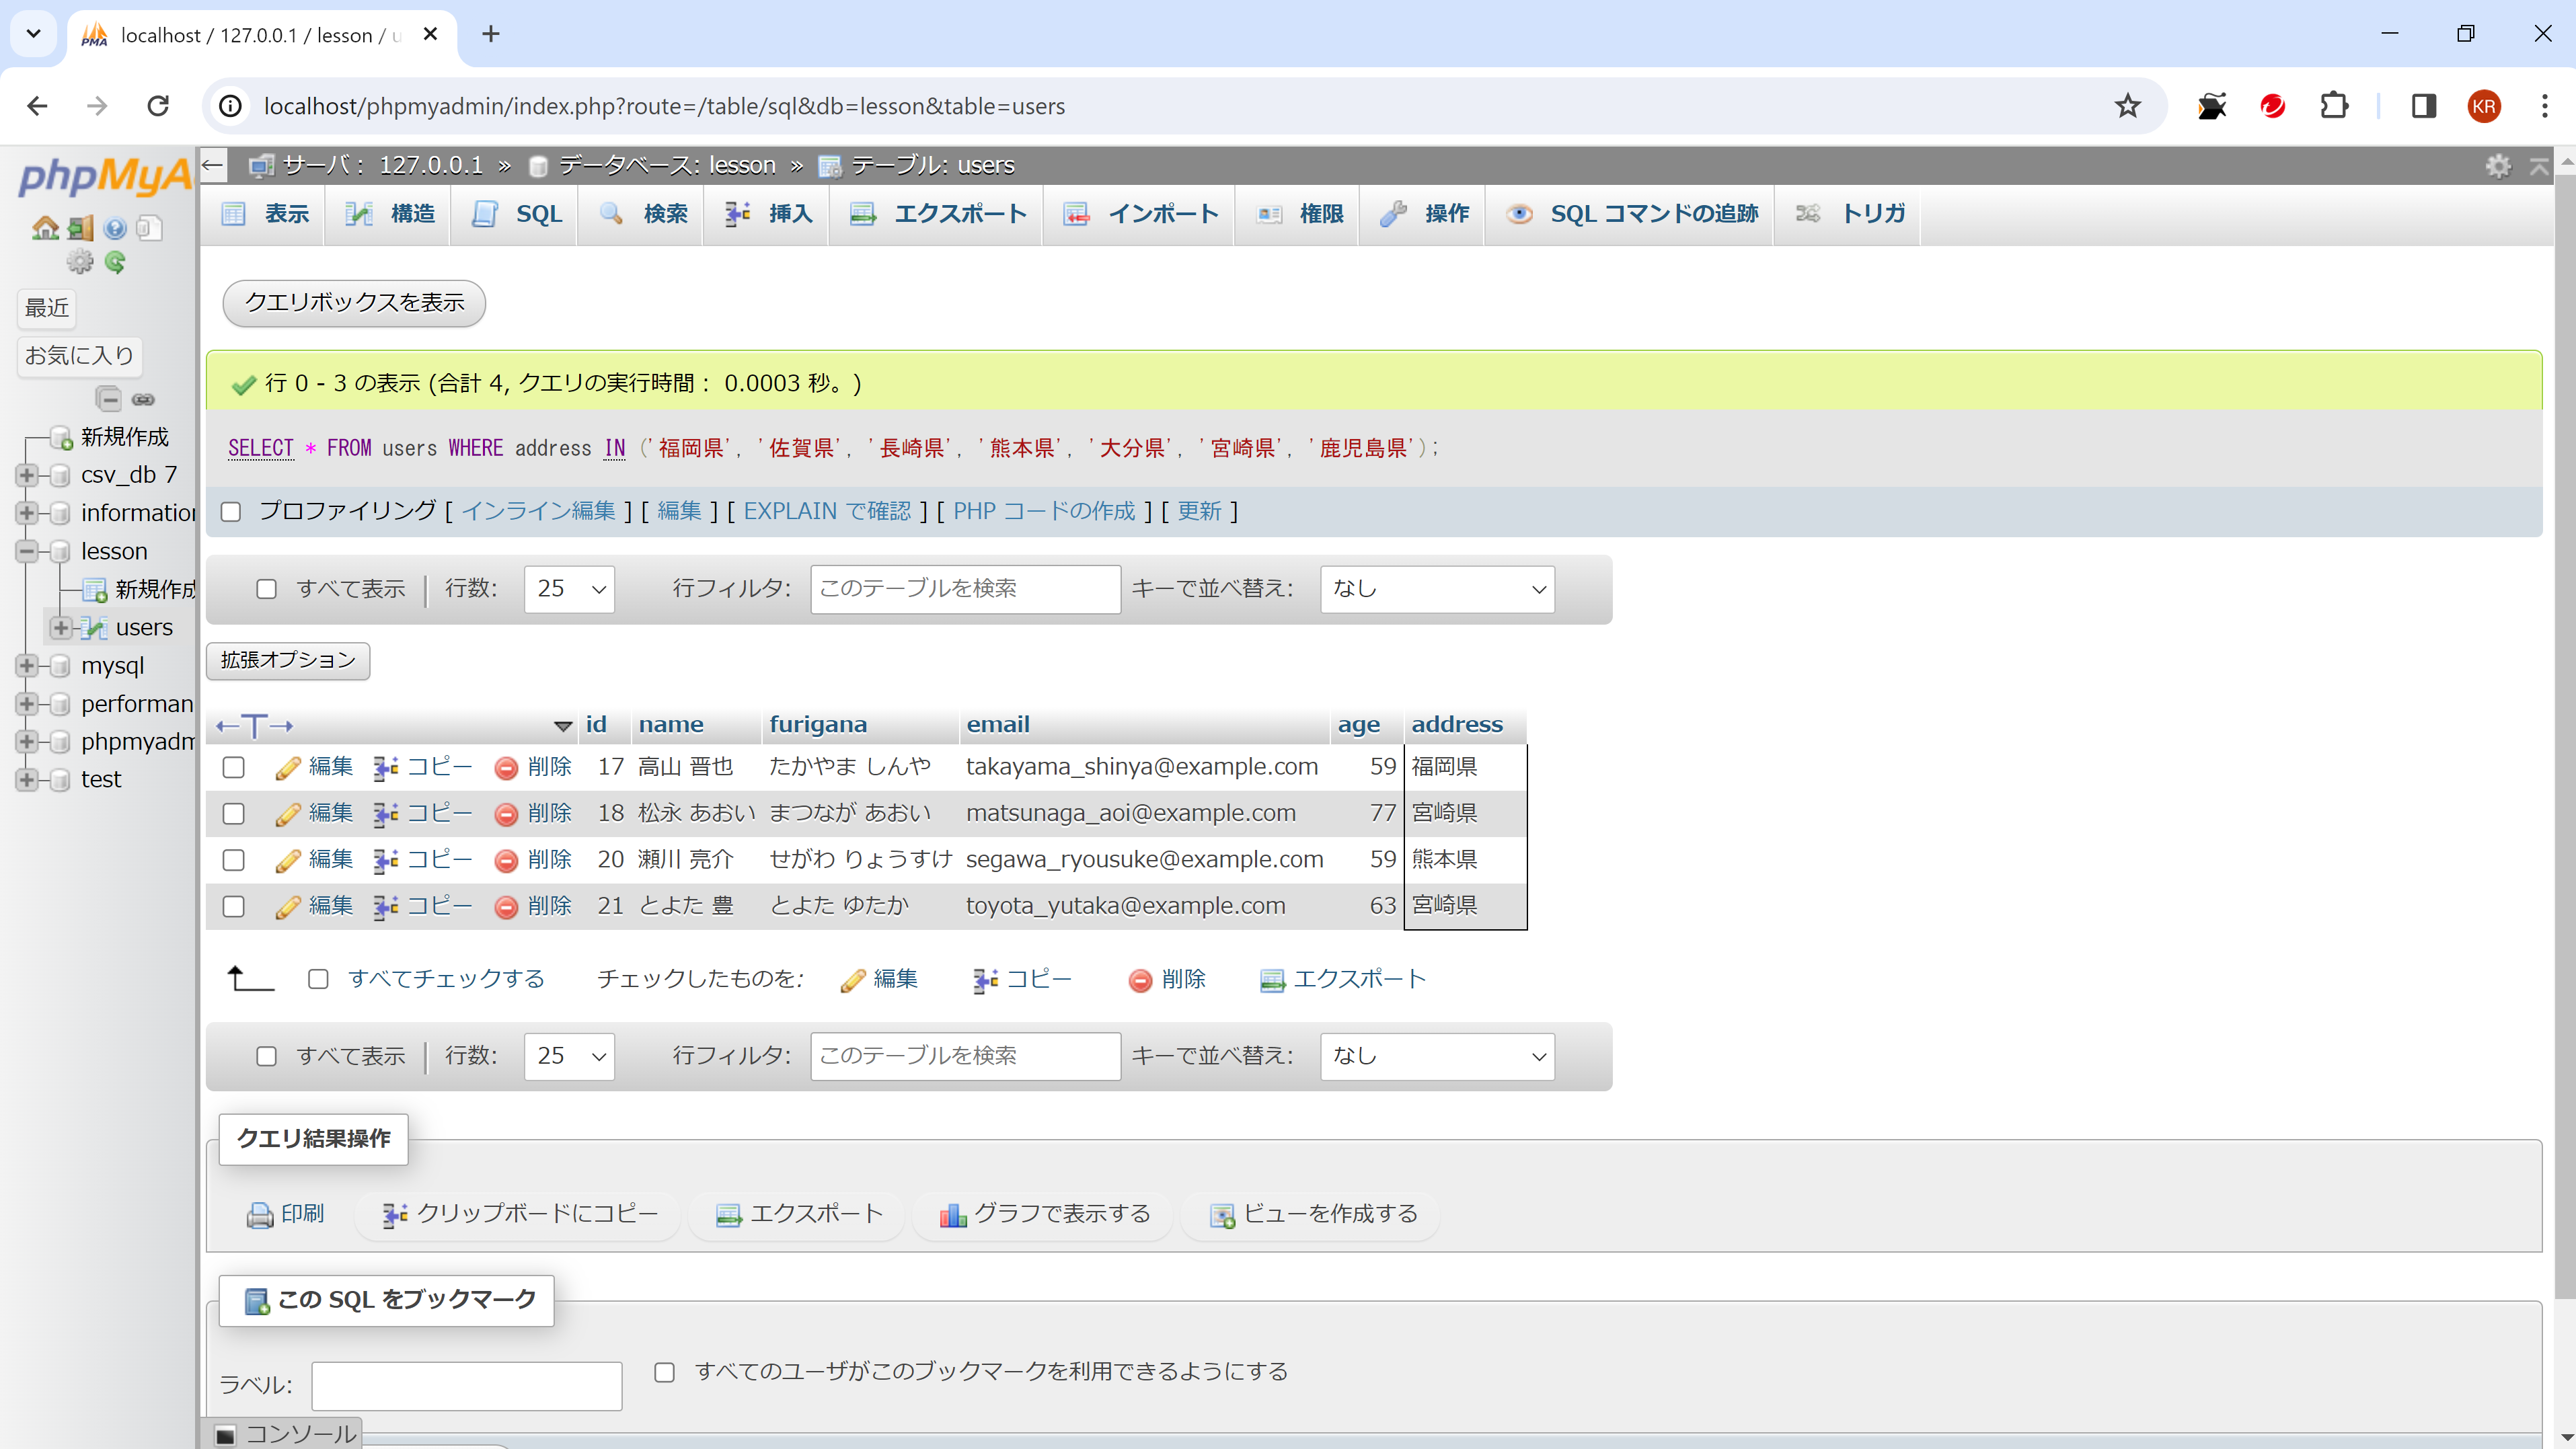 localhost / 127.0.0.1 / lesson / u
localhost/phpmyadmin/index.php?route=/table/sql&db=lesson&table=users
KR
phpMyA
最近
お気に入り
新規作成
csv_db 7
information
lesson
新規作成
users
mysql
performan
phpmyadm
test
サーバ： 127.0.0.1 » データベース: lesson » テーブル: users
表示 構造 SQL 検索 挿入 エクスポート インポート 権限 操作 SQL コマンドの追跡 トリガ
クエリボックスを表示
行 0 - 3 の表示 (合計 4, クエリの実行時間： 0.0003 秒。)
SELECT * FROM users WHERE address IN ('福岡県', '佐賀県', '長崎県', '熊本県', '大分県', '宮崎県', '鹿児島県');
プロファイリング [ インライン編集 ] [ 編集 ] [ EXPLAIN で確認 ] [ PHP コードの作成 ] [ 更新 ]
すべて表示 行数: 25 行フィルタ: このテーブルを検索 キーで並べ替え: なし
拡張オプション
←T→ id name furigana email age address
編集 コピー 削除 17 高山 晋也 たかやま しんや takayama_shinya@example.com 59 福岡県
編集 コピー 削除 18 松永 あおい まつなが あおい matsunaga_aoi@example.com 77 宮崎県
編集 コピー 削除 20 瀬川 亮介 せがわ りょうすけ segawa_ryousuke@example.com 59 熊本県
編集 コピー 削除 21 とよた 豊 とよた ゆたか toyota_yutaka@example.com 63 宮崎県
すべてチェックする チェックしたものを: 編集 コピー 削除 エクスポート
すべて表示 行数: 25 行フィルタ: このテーブルを検索 キーで並べ替え: なし
クエリ結果操作
印刷 クリップボードにコピー エクスポート グラフで表示する ビューを作成する
この SQL をブックマーク
ラベル: すべてのユーザがこのブックマークを利用できるようにする
コンソール